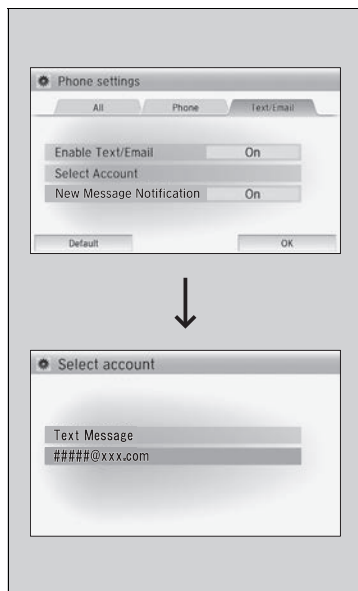 Phone settings
All Phone Text/Email
Enable Text/Email On
Select Account
New Message Notification On
Default OK
Select account
Text Message
#####@xxx.com